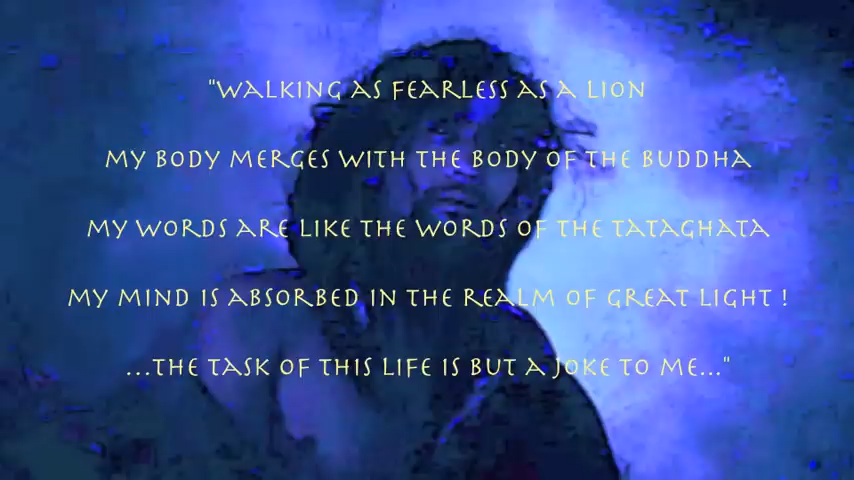 "WALKING AS FEARLESS AS A LION
MY BODY MERGES WITH THE BODY OF THE BUDDHA
MY WORDS ARE LIKE THE WORDS OF THE TATAGHATA
MY MIND IS ABSORBED IN THE REALM OF GREAT LIGHT !
...THE TASK OF THIS LIFE IS BUT A JOKE TO ME..."